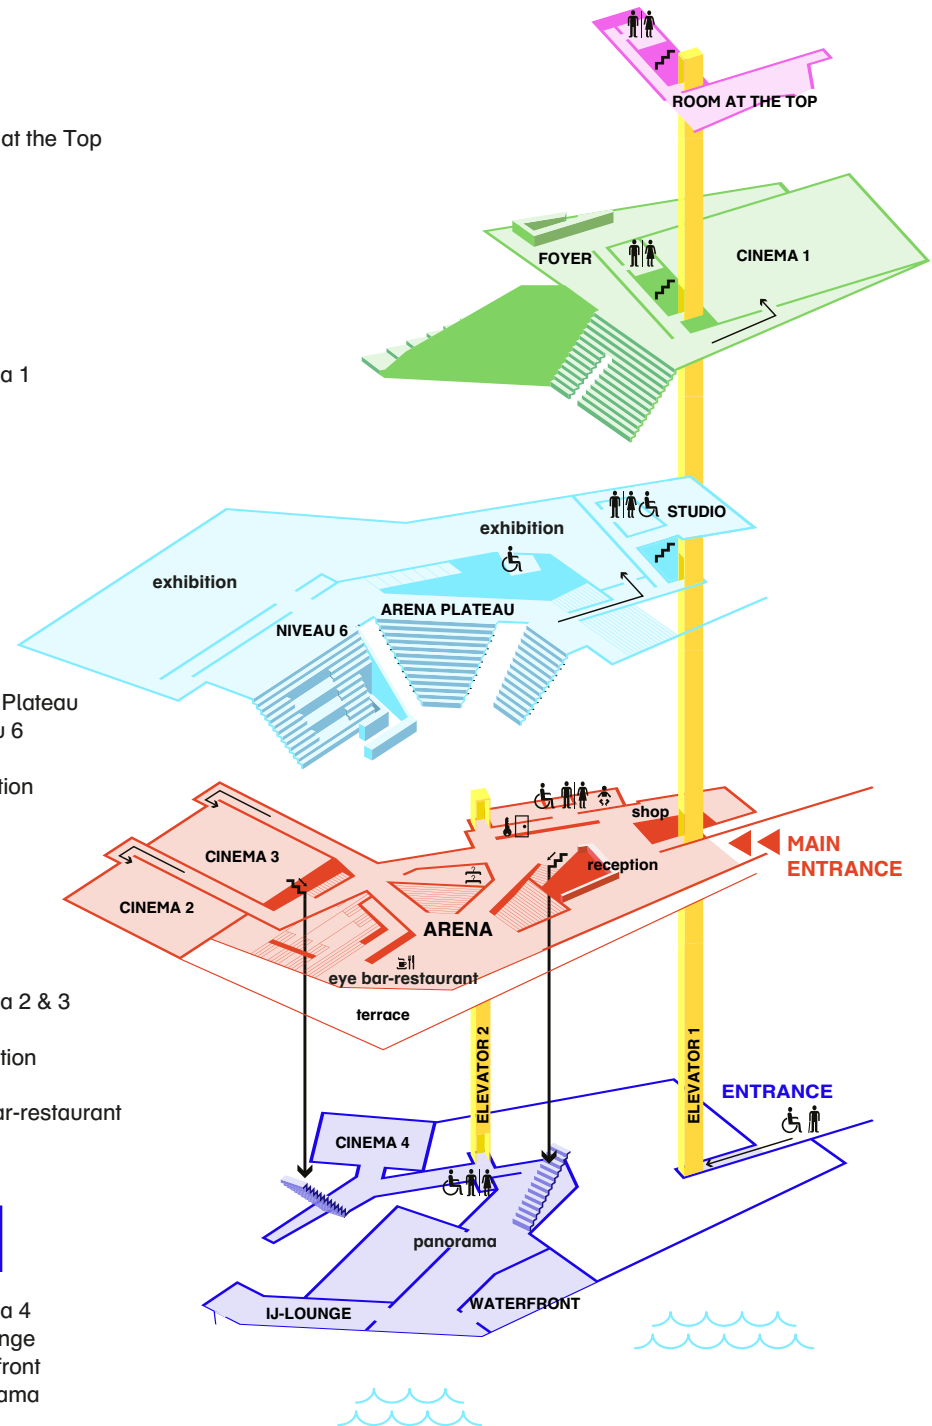 at the Top
ROOM AT THE TOP
FOYER
CINEMA 1
a 1
STUDIO
exhibition
exhibition
ARENA PLATEAU
NIVEAU 6
Plateau
u 6
tion
shop
MAIN
ENTRANCE
CINEMA 3
reception
CINEMA 2
ARENA
eye bar-restaurant
terrace
a 2 & 3
tion
ar-restaurant
ELEVATOR 2
ELEVATOR 1
ENTRANCE
CINEMA 4
panorama
IJ-LOUNGE
WATERFRONT
a 4
nge
front
ama